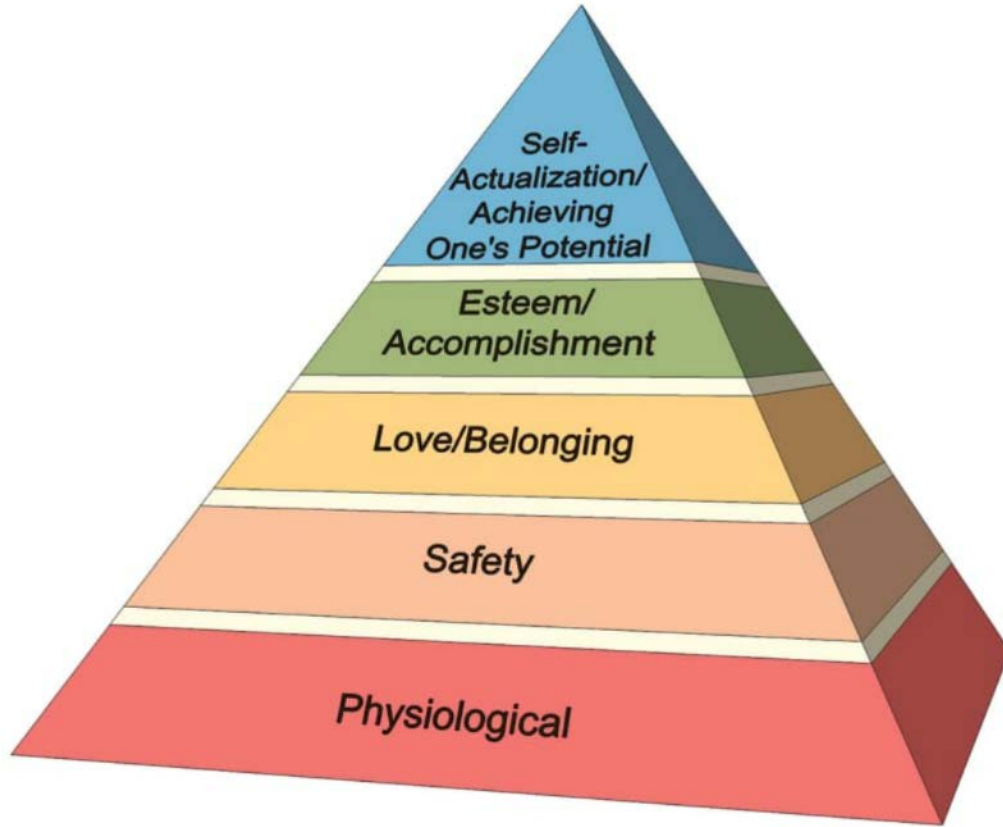 Self-
Actualization/
Achieving
One's Potential
Esteem/
Accomplishment
Love/Belonging
Safety
Physiological